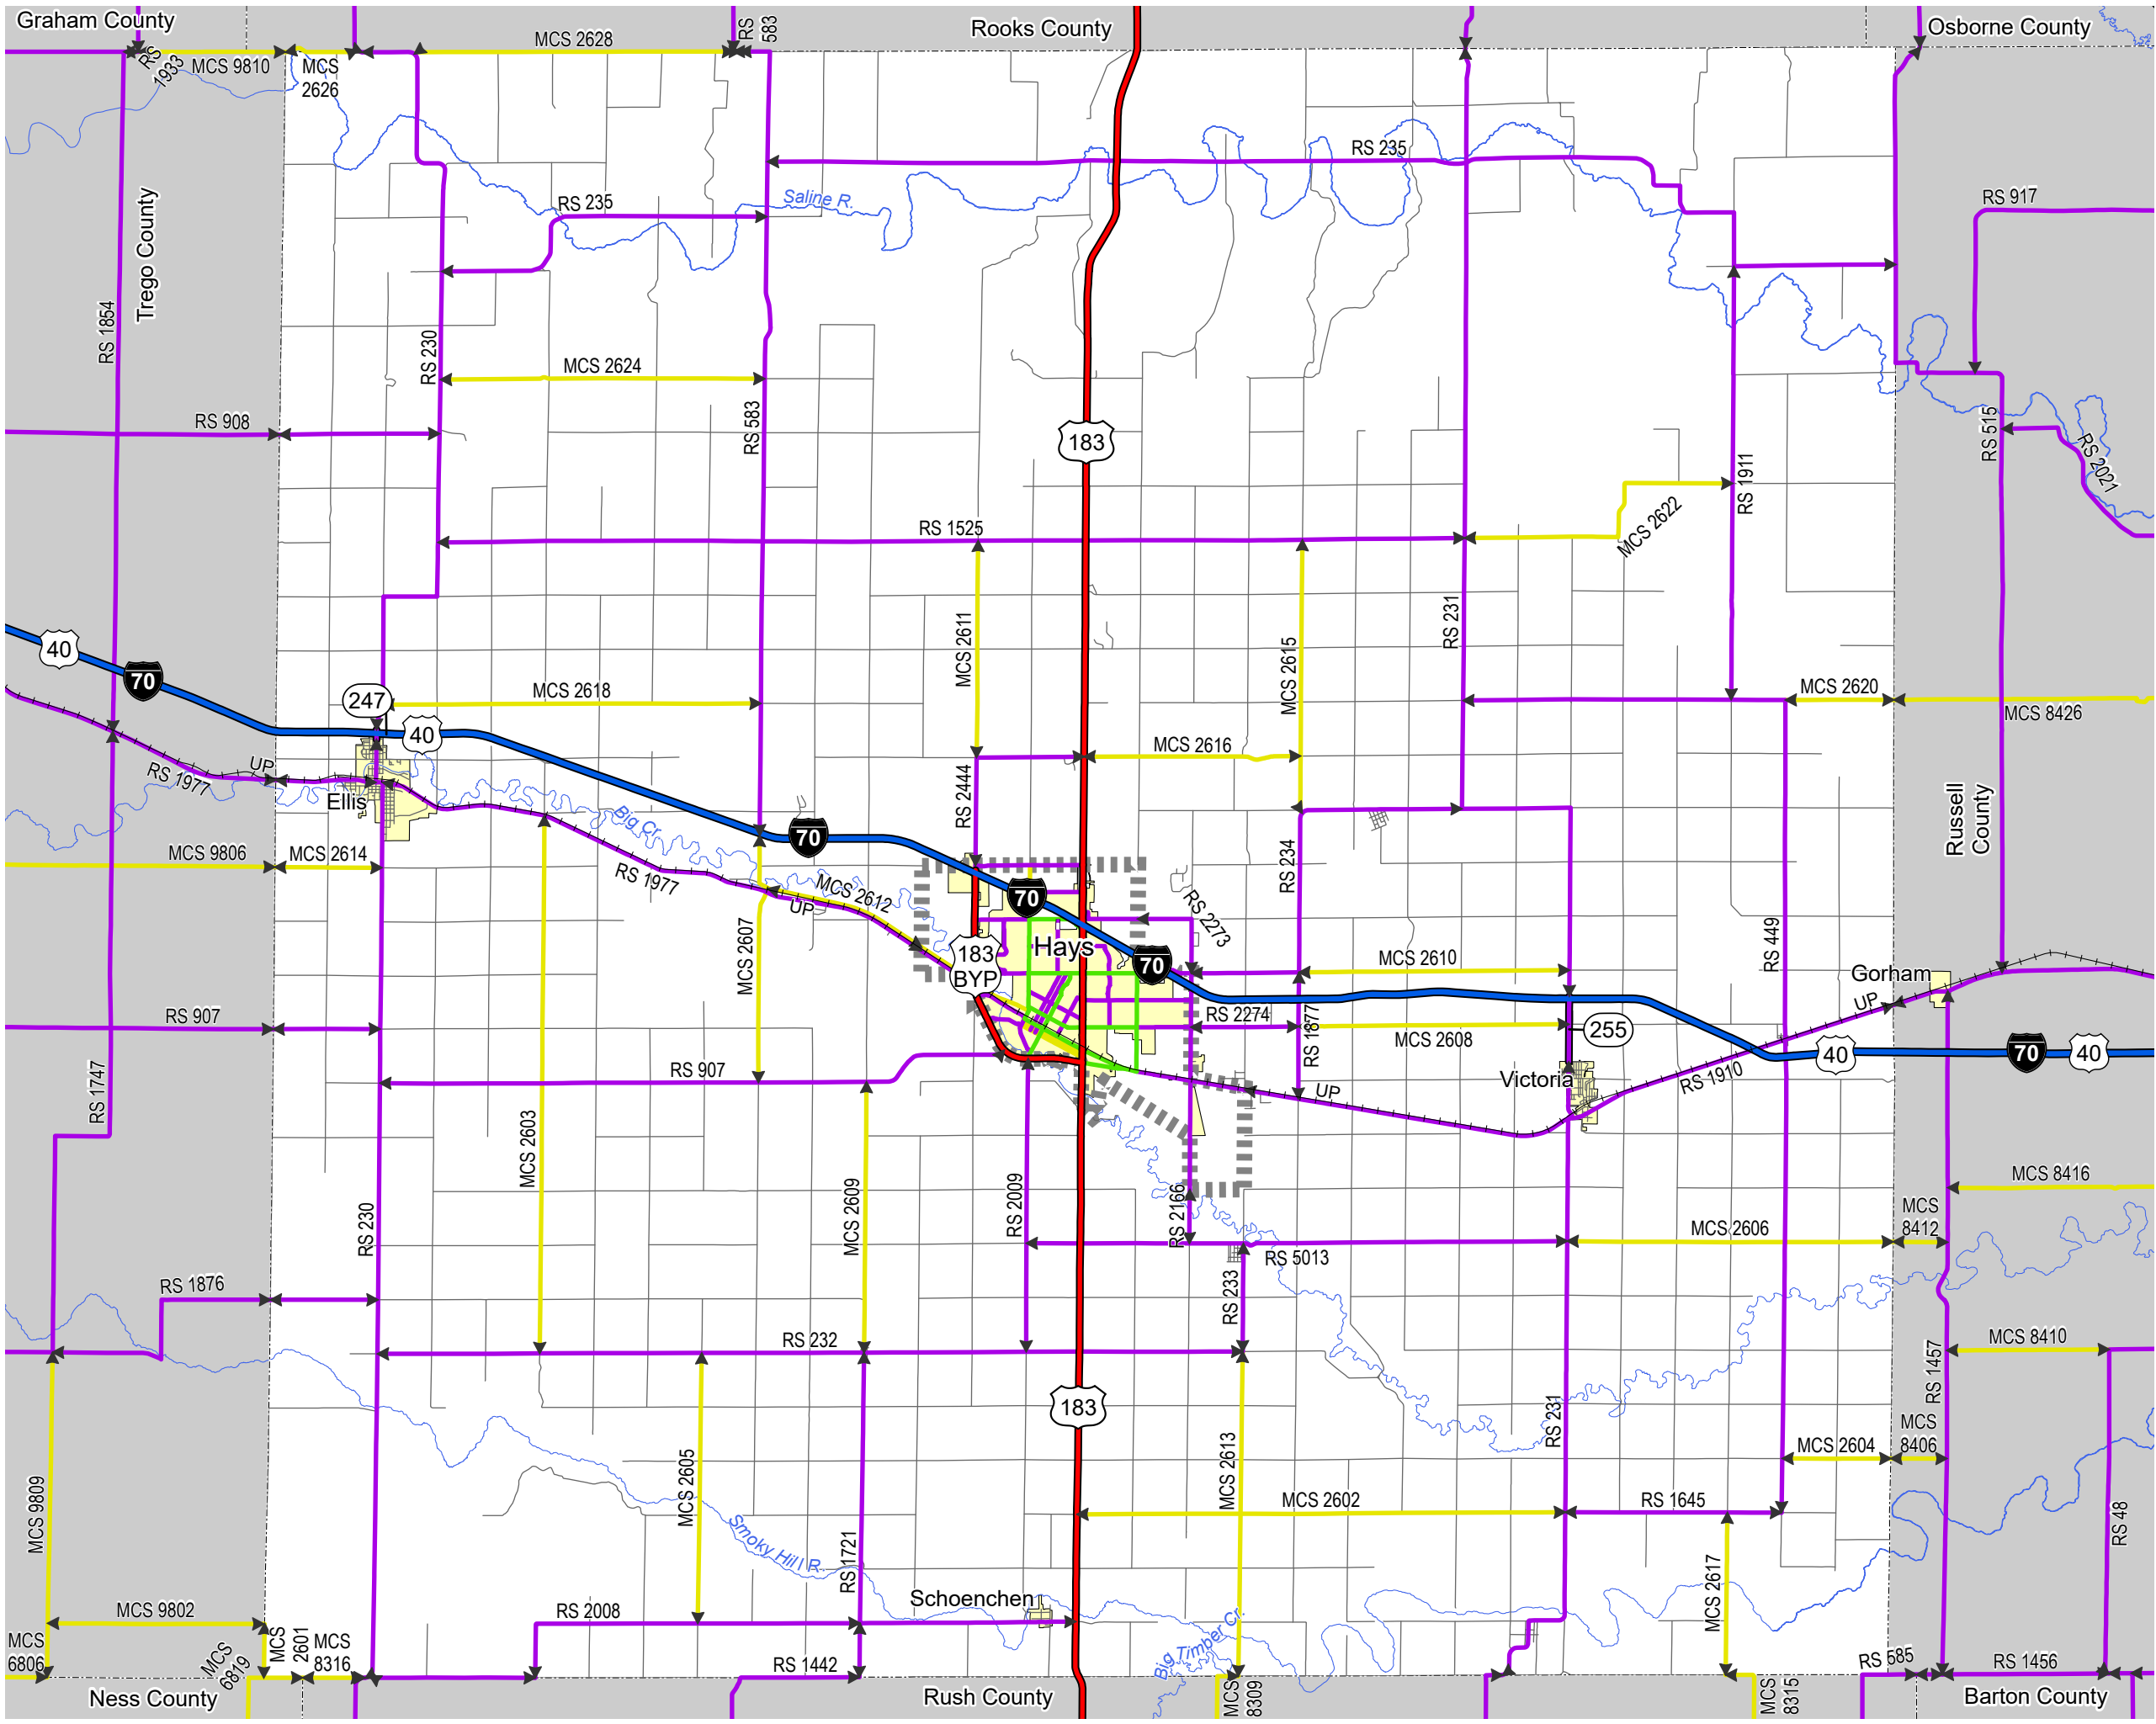 Graham County
Rooks County
Osborne County
RS
583
MCS 2628
RS
1933
MCS 9810
MCS
2626
RS 235
RS 235
Saline R.
RS 917
Trego County
RS 1854
RS 230
MCS 2624
RS 583
183
RS 908
RS 515
RS 2021
RS 1911
MCS 2622
RS 1525
MCS 2611
MCS 2615
RS 231
40
70
247
MCS 2618
40
MCS 2620
MCS 8426
MCS 2616
UP
RS 1977
Ellis
Big Cr.
70
RS 2444
Russell
County
MCS 9806
MCS 2614
RS 1977
MCS 2612
UP
RS 234
70
RS 2273
183
BYP
Hays
70
MCS 2607
MCS 2610
RS 449
Gorham
UP
RS 907
RS 2274
RS 1877
MCS 2608
255
40
70
40
RS 907
RS 1747
Victoria
RS 1910
UP
MCS 2603
MCS 8416
RS 230
MCS 2609
RS 2009
RS 2166
MCS
8412
MCS 2606
RS 5013
RS 1876
RS 233
RS 232
MCS 8410
RS 1457
183
RS 231
MCS
8406
MCS 2604
MCS 9809
MCS 2605
MCS 2613
MCS 2602
RS 1645
RS 48
Smoky Hill R.
RS 1721
MCS 2617
Schoenchen
MCS 9802
RS 2008
Big Timber Cr.
MCS
6806
MCS
6819
MCS
2601
MCS
8316
RS 1442
RS 585
RS 1456
Ness County
Rush County
MCS
8309
MCS
8315
Barton County